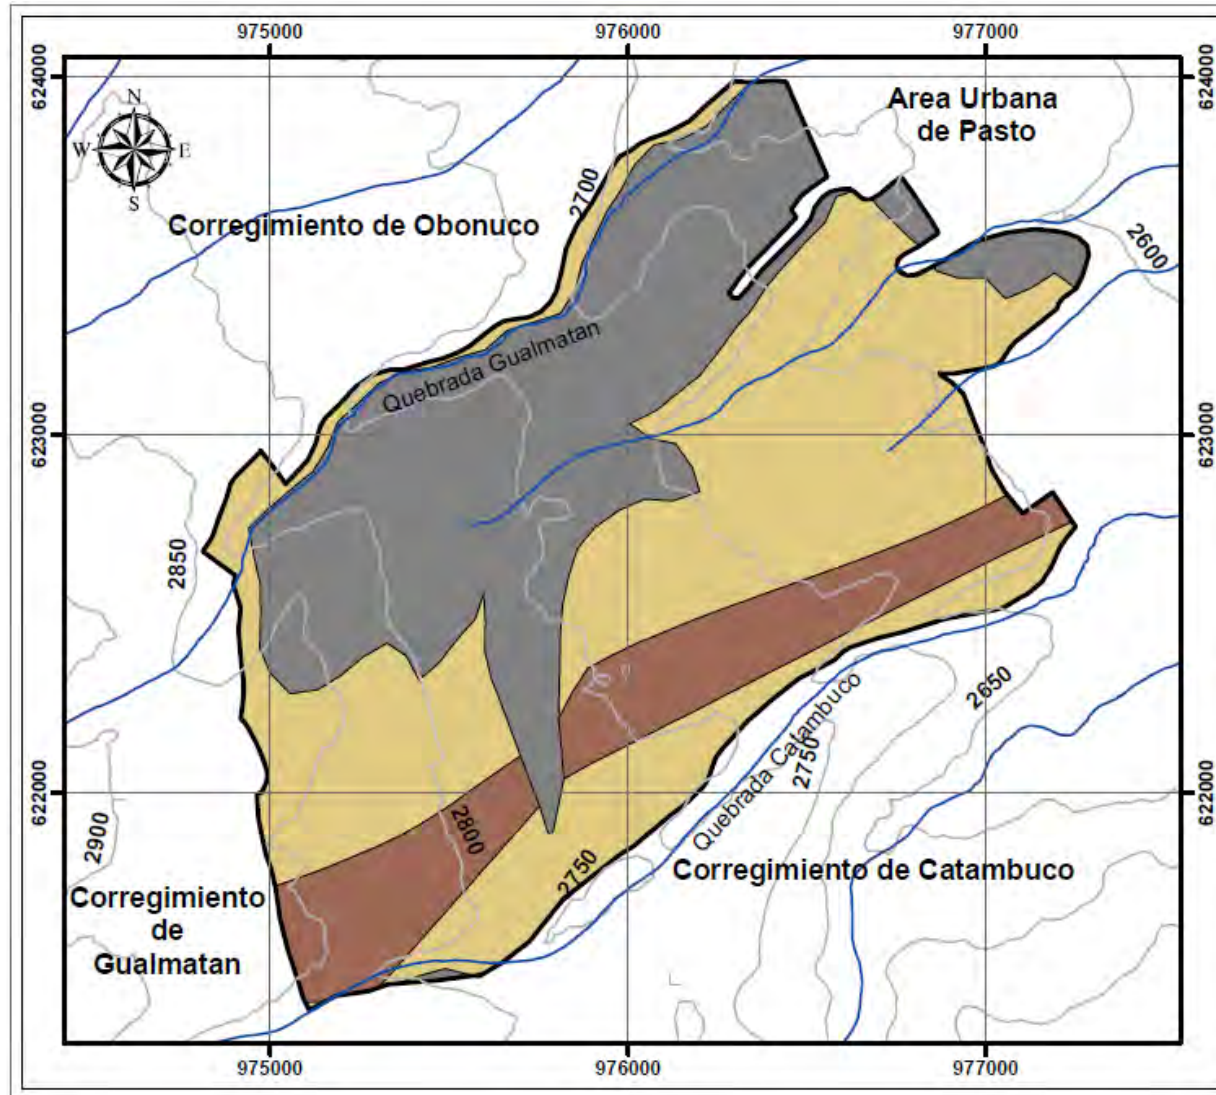 975000 976000 977000
624000 624000
N
W E
S
Area Urbana
de Pasto
2700
Corregimiento de Obonuco
2600
Quebrada Gualmatan
623000 623000
2850
2650
Quebrada Catambuco
2750
622000 622000
2800
2900
2750
Corregimiento de Catambuco
Corregimiento
de
Gualmatan
975000 976000 977000